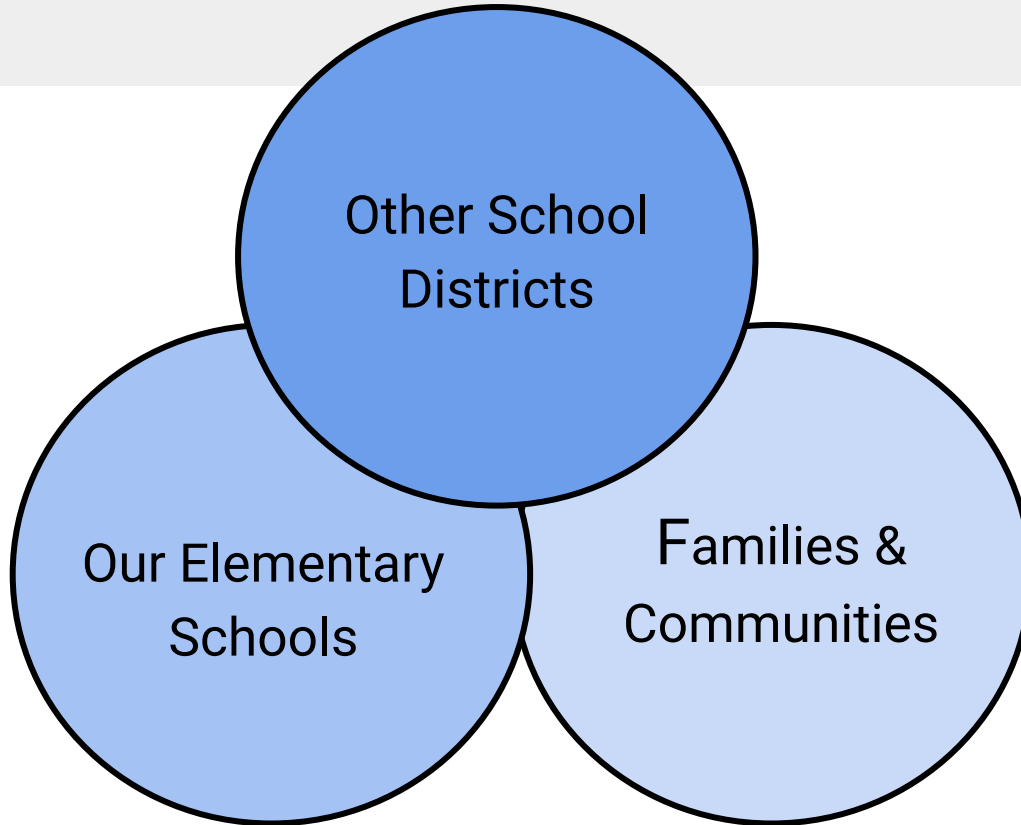 Other School
Districts
Our Elementary
Schools
Families &
Communities